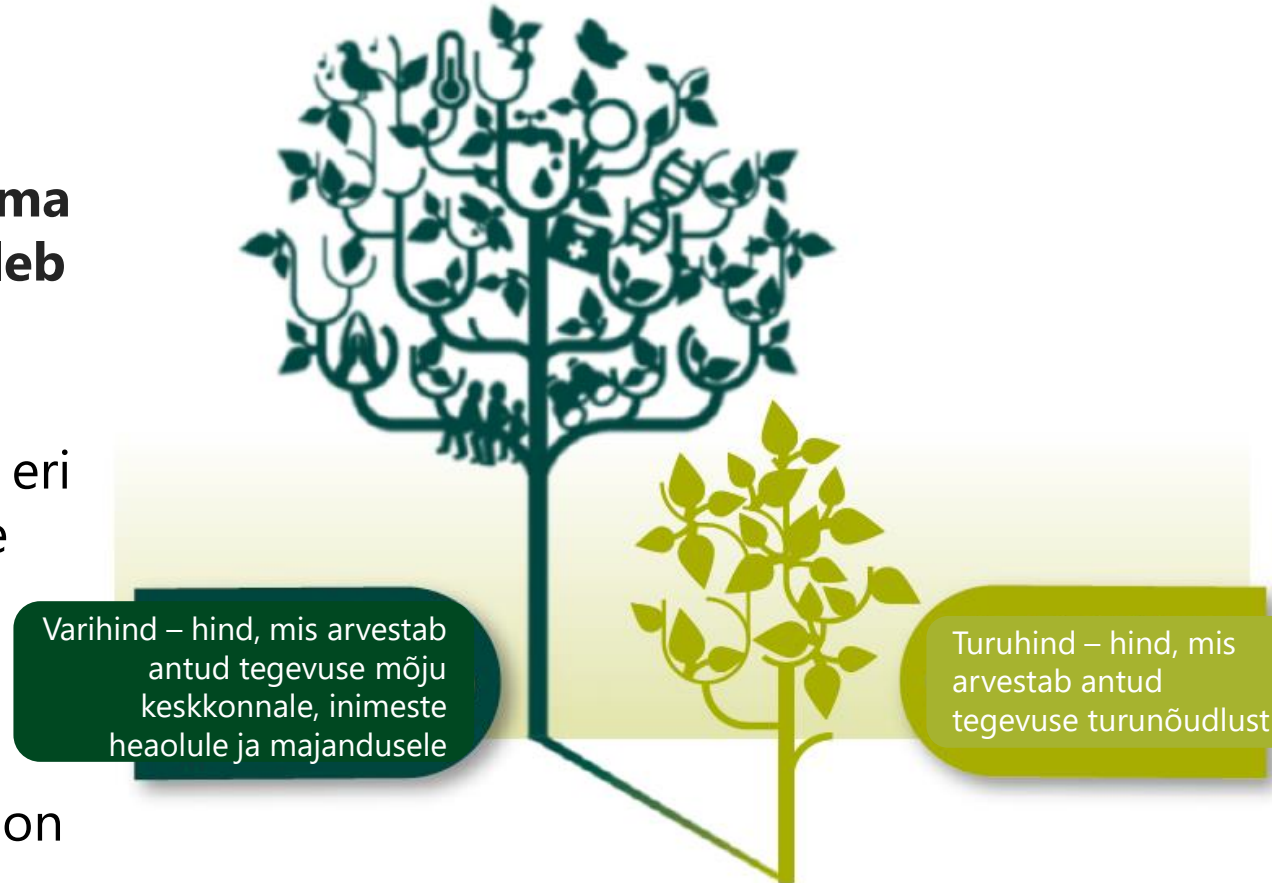 ma
leb
eri
e
Varihind – hind, mis arvestab
antud tegevuse mõju
keskkonnale, inimeste
heaolule ja majandusele
Turuhind – hind, mis
arvestab antud
tegevuse turunõudlust
on